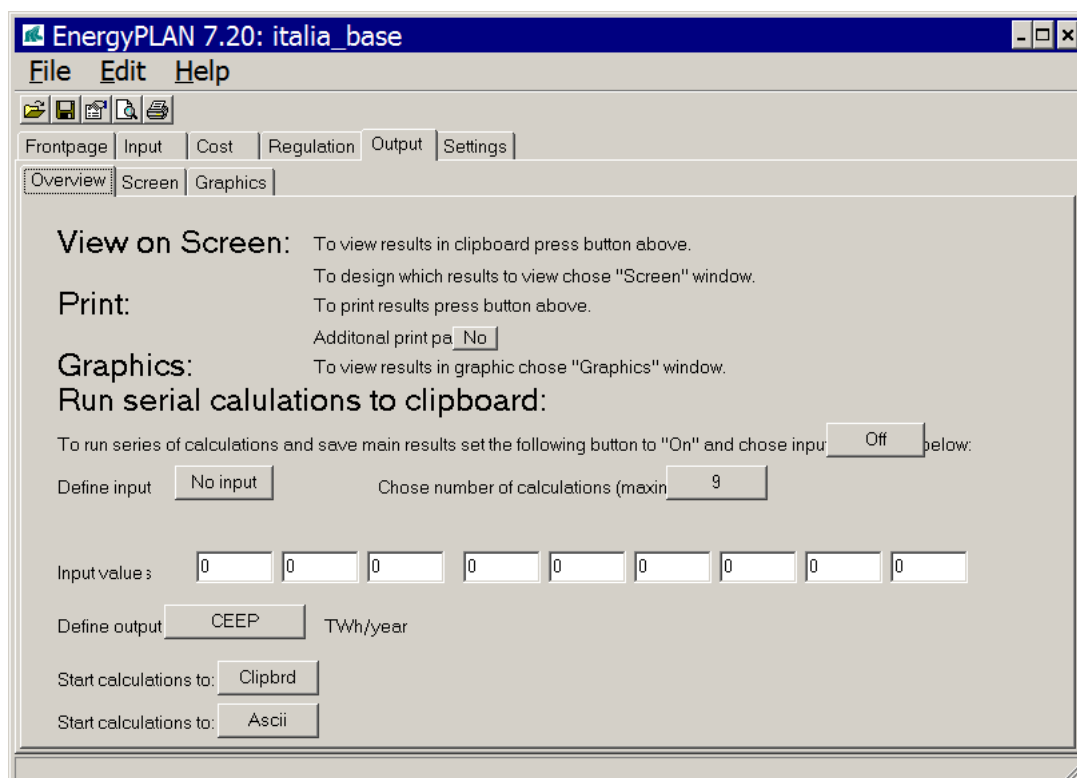 EnergyPLAN 7.20: italia_base
File Edit Help
Frontpage Input Cost Regulation Output Settings
Overview Screen Graphics
View on Screen: To view results in clipboard press button above.
To design which results to view chose "Screen" window.
Print: To print results press button above.
Additonal print pa No
Graphics: To view results in graphic chose "Graphics" window.
Run serial calulations to clipboard:
To run series of calculations and save main results set the following button to "On" and chose inpu Off below:
Define input No input Chose number of calculations (maxin 9
Input values 0 0 0 0 0 0 0 0 0
Define output CEEP TWh/year
Start calculations to: Clipbrd
Start calculations to: Ascii